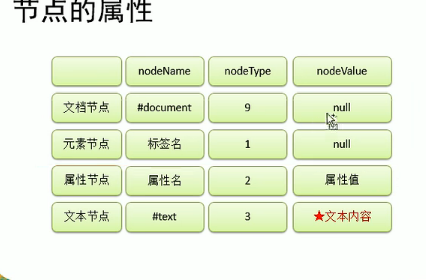 节点的属性
nodeName nodeType nodeValue
文档节点 #document 9 null
元素节点 标签名 1 null
属性节点 属性名 2 属性值
文本节点 #text 3 ★文本内容